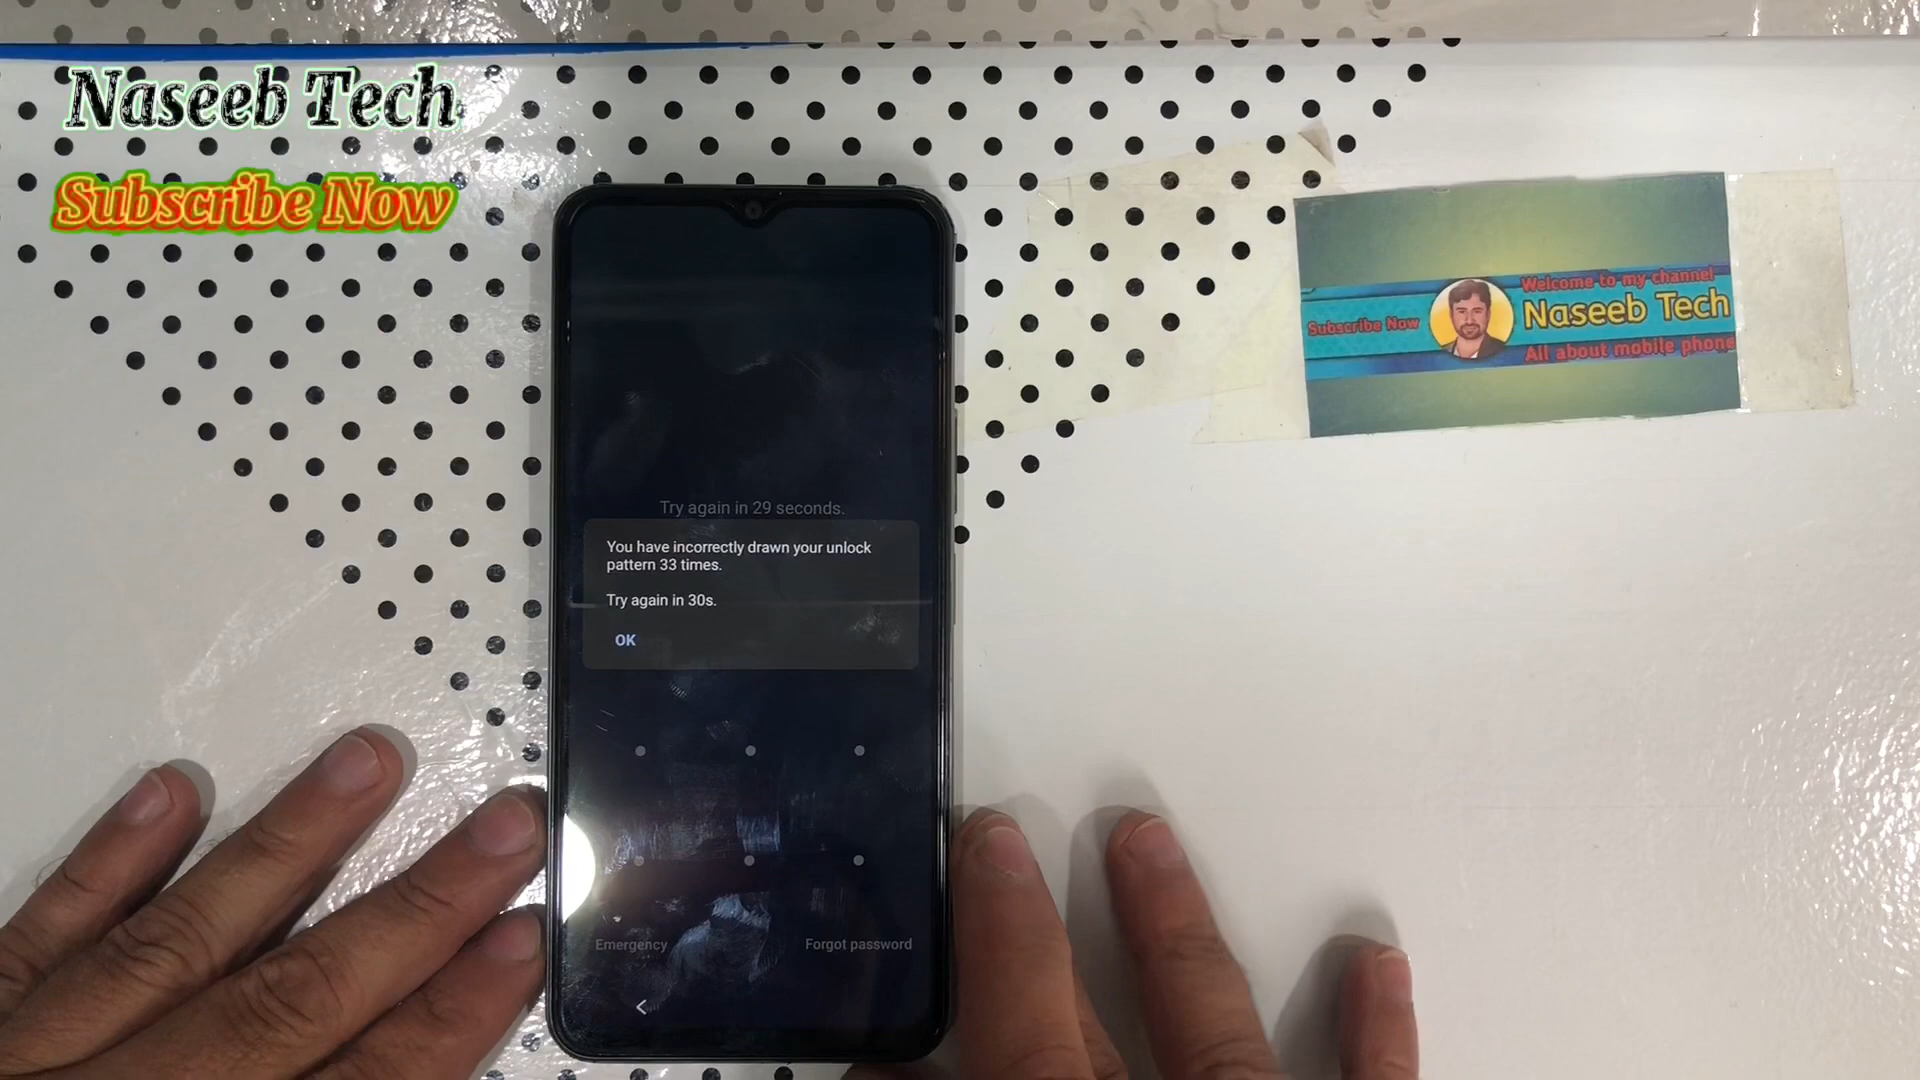 Naseeb Tech
Subscribe Now
Welcome to my channel
Subscribe Now
Naseeb Tech
All about mobile phone
Try again in 29 seconds.
You have incorrectly drawn your unlock
pattern 33 times.
Try again in 30s.
OK
Emergency
Forgot password